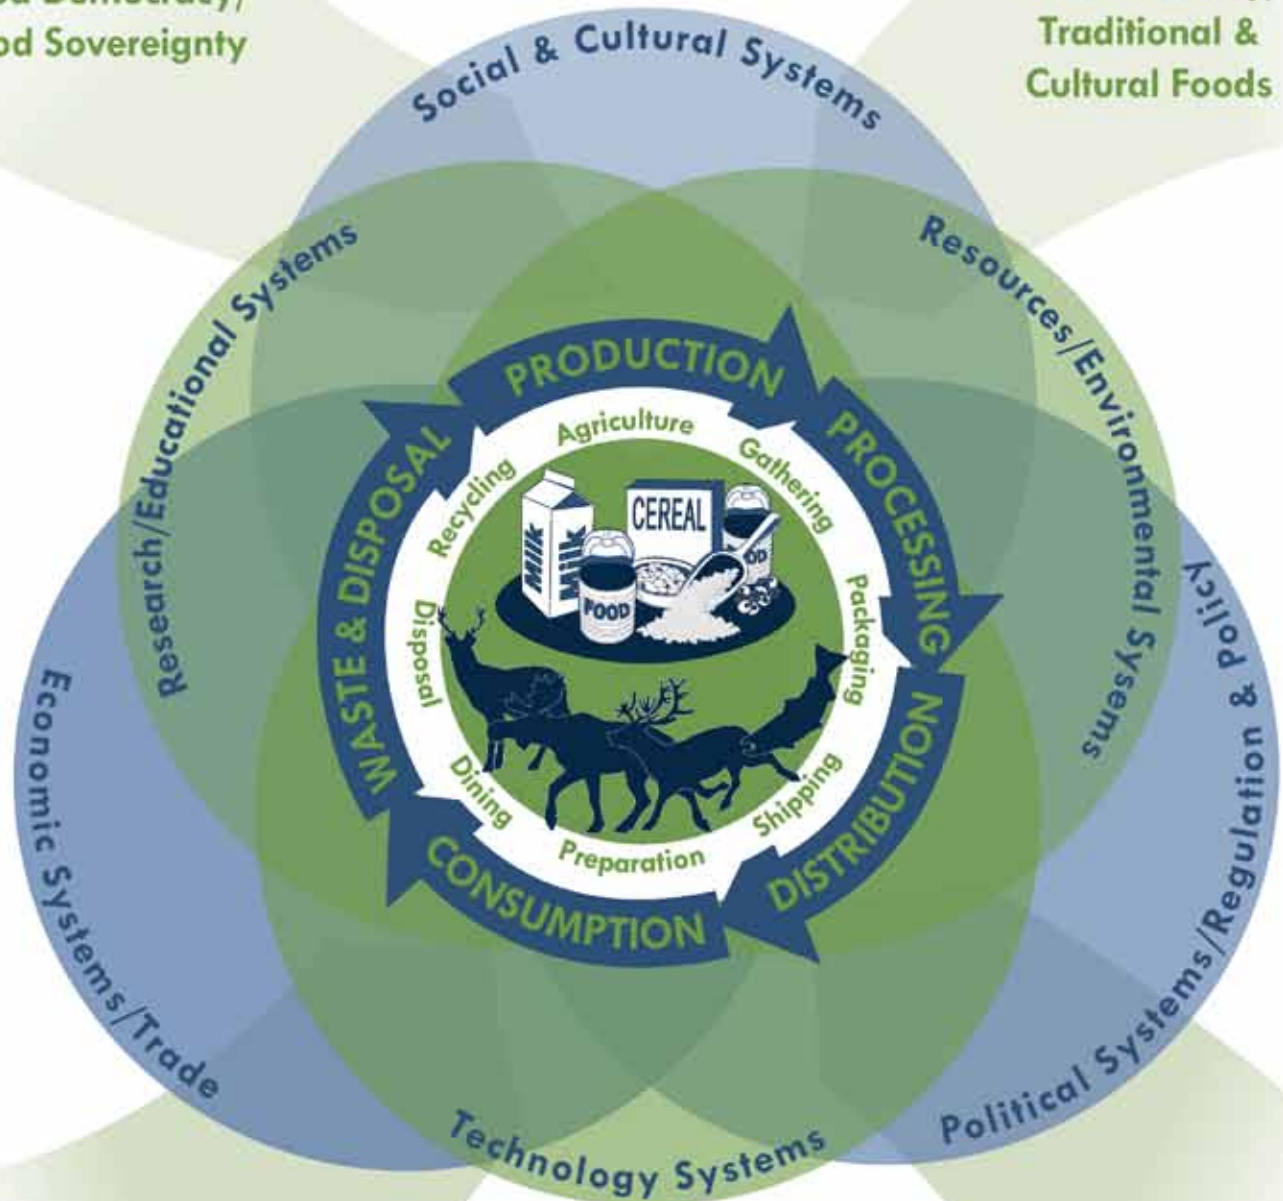 od Sovereignty
Traditional &
Cultural Foods
Social & Cultural Systems
Research/Educational Systems
Resources/Environmental Sysems
Economic Systems/Trade
Political Systems/Regulation & Policy
Technology Systems
PRODUCTION
PROCESSING
DISTRIBUTION
CONSUMPTION
WASTE & DISPOSAL
Agriculture
Gathering
Packaging
Shipping
Preparation
Dining
Disposal
Recycling
Milk
Milk
CEREAL
FOOD
OD